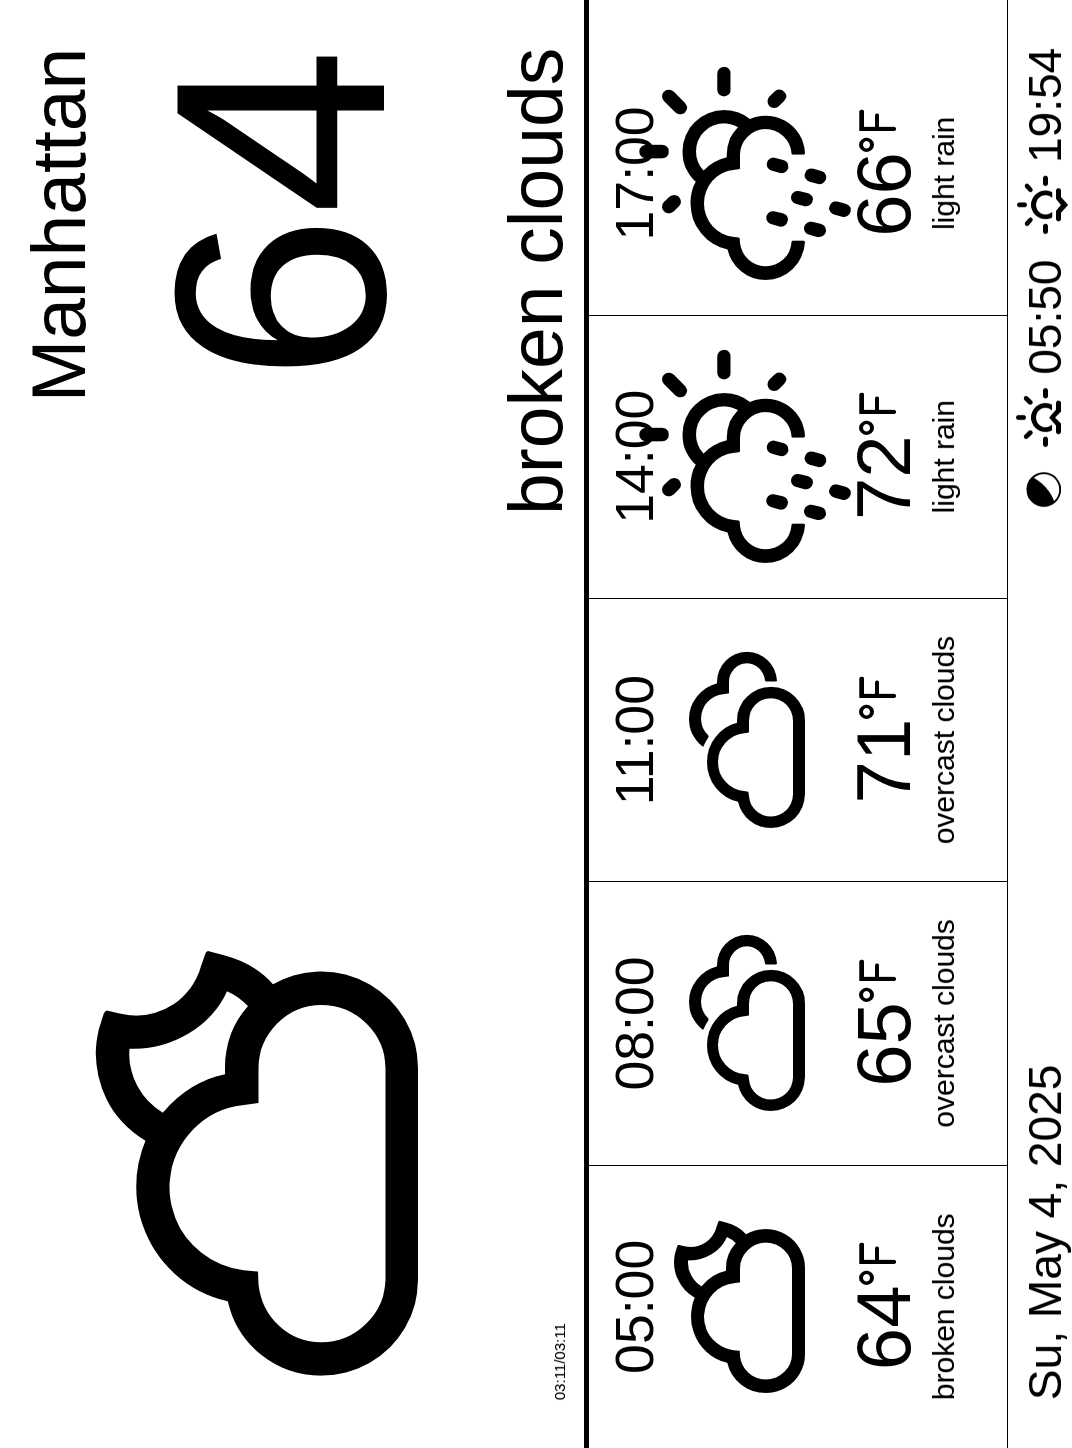 Manhattan
64
broken clouds
03:11/03:11
05:00
64°F
broken clouds
08:00
65°F
overcast clouds
11:00
71°F
overcast clouds
14:00
72°F
light rain
17:00
66°F
light rain
Su, May 4, 2025
05:50
19:54